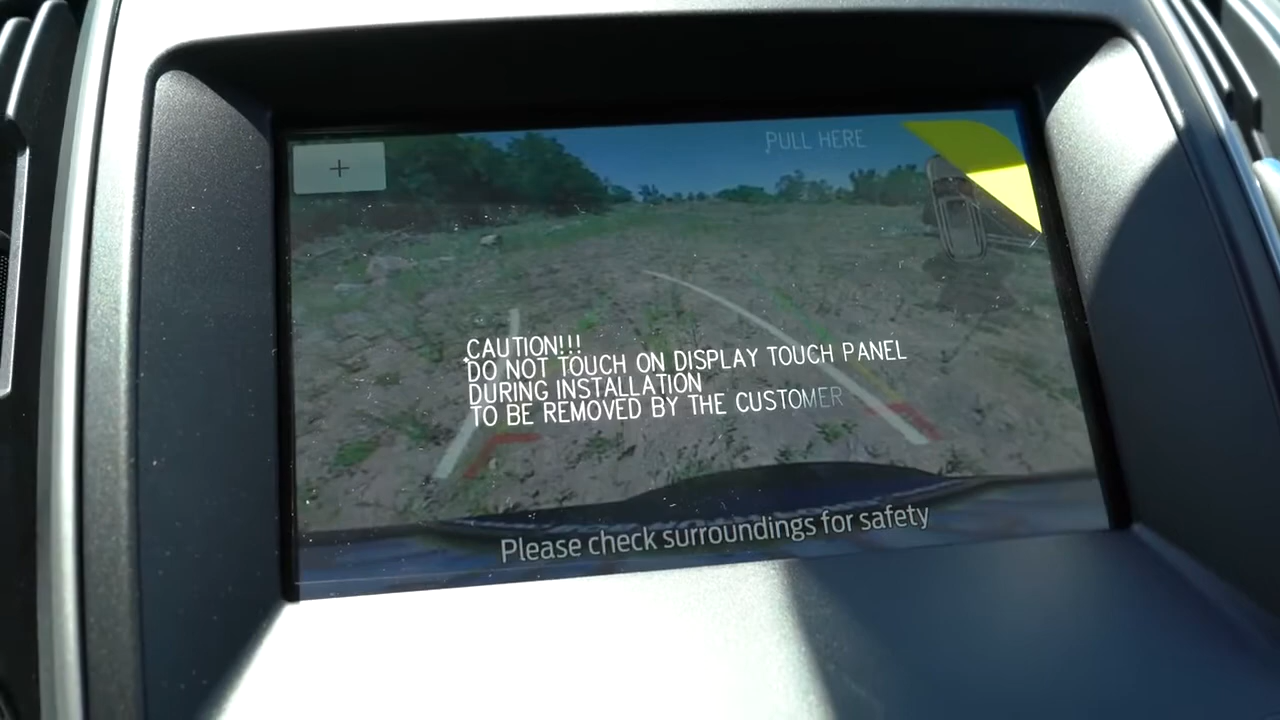 PULL HERE
+
CAUTION!!!
DO NOT TOUCH ON DISPLAY TOUCH PANEL
DURING INSTALLATION
TO BE REMOVED BY THE CUSTOMER
Please check surroundings for safety